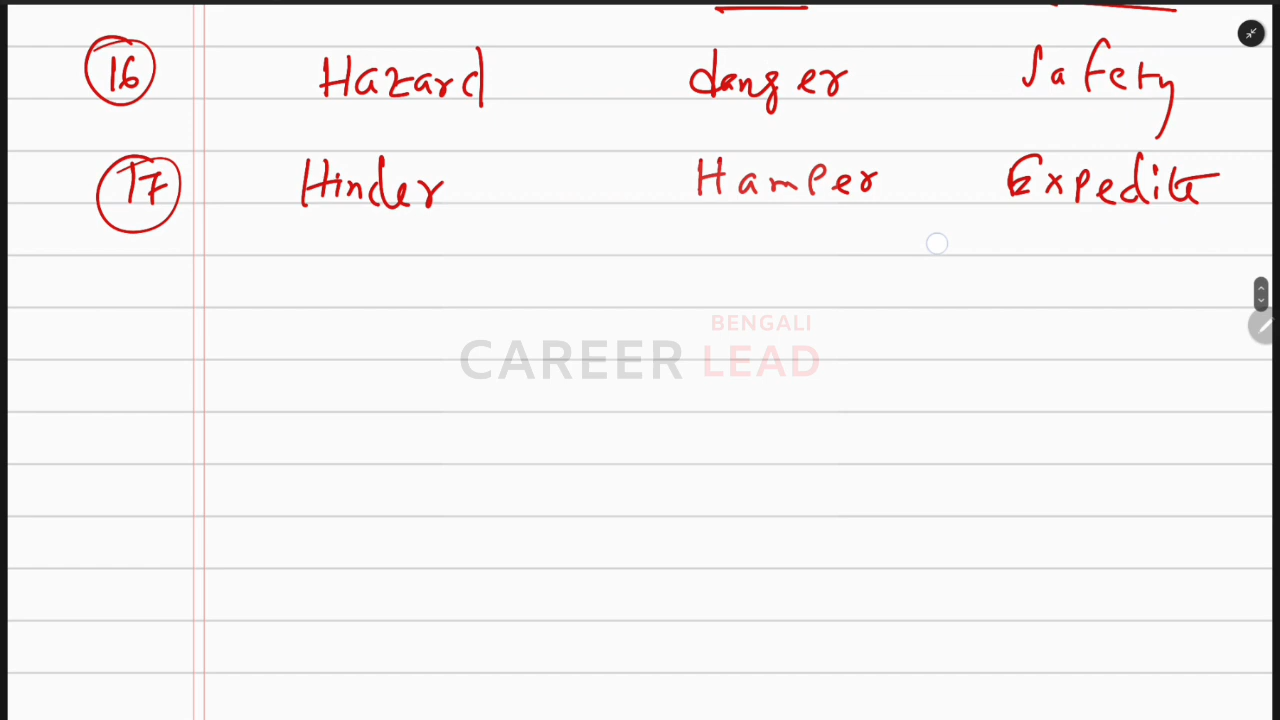 16 Hazard danger Safety
17 Hinder HamPer Expedite
BENGALI
CAREER LEAD